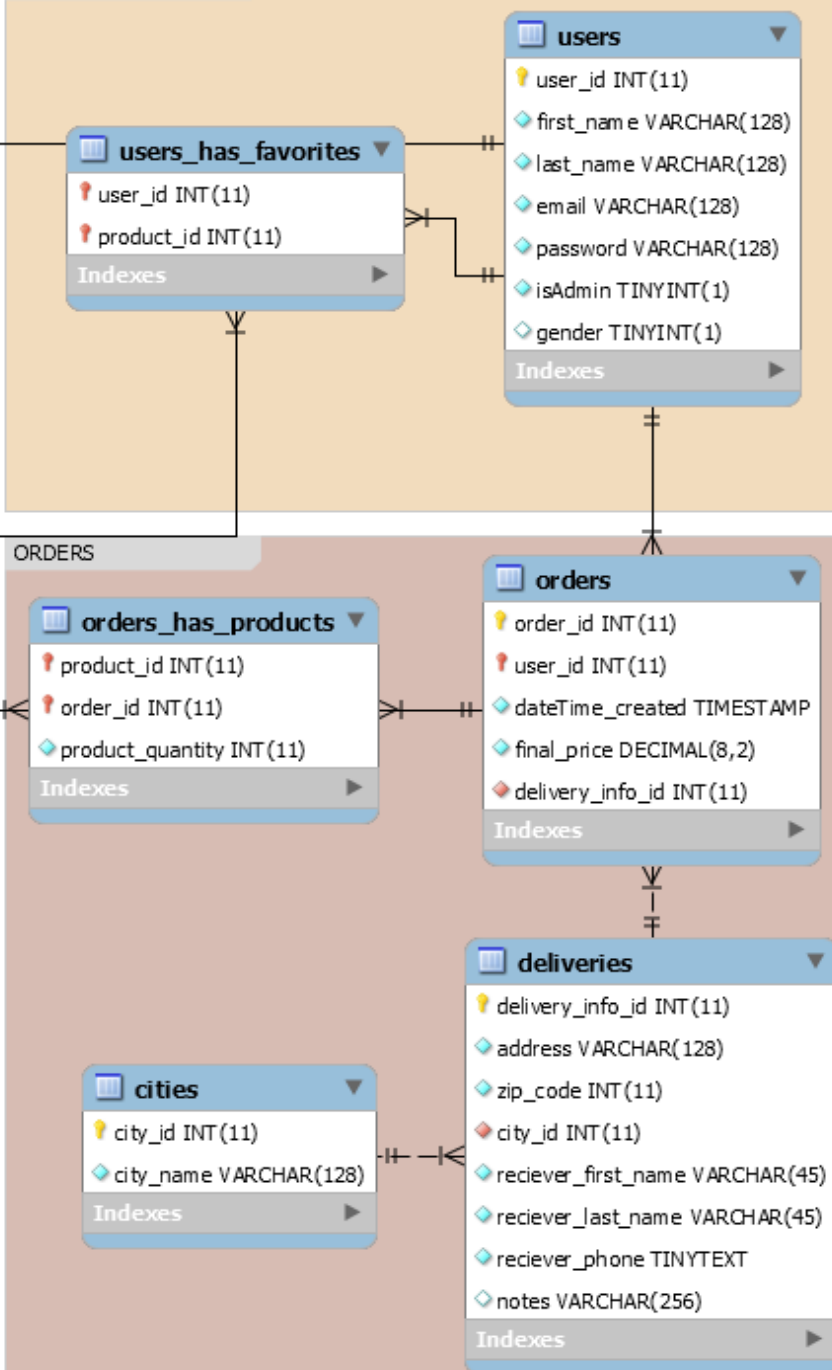 users
user_id INT(11)
first_name VARCHAR(128)
last_name VARCHAR(128)
email VARCHAR(128)
password VARCHAR(128)
isAdmin TINYINT(1)
gender TINYINT(1)
Indexes
users_has_favorites
user_id INT(11)
product_id INT(11)
Indexes
ORDERS
orders_has_products
product_id INT(11)
order_id INT(11)
product_quantity INT(11)
Indexes
orders
order_id INT(11)
user_id INT(11)
dateTime_created TIMESTAMP
final_price DECIMAL(8,2)
delivery_info_id INT(11)
Indexes
deliveries
delivery_info_id INT(11)
address VARCHAR(128)
zip_code INT(11)
city_id INT(11)
reciever_first_name VARCHAR(45)
reciever_last_name VARCHAR(45)
reciever_phone TINYTEXT
notes VARCHAR(256)
Indexes
cities
city_id INT(11)
city_name VARCHAR(128)
Indexes